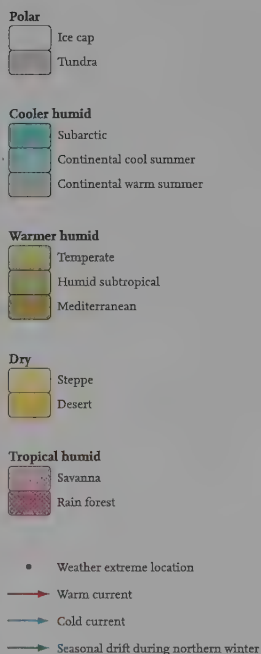 Polar
Ice cap
Tundra
Cooler humid
Subarctic
Continental cool summer
Continental warm summer
Warmer humid
Temperate
Humid subtropical
Mediterranean
Dry
Steppe
Desert
Tropical humid
Savanna
Rain forest
Weather extreme location
Warm current
Cold current
Seasonal drift during northern winter